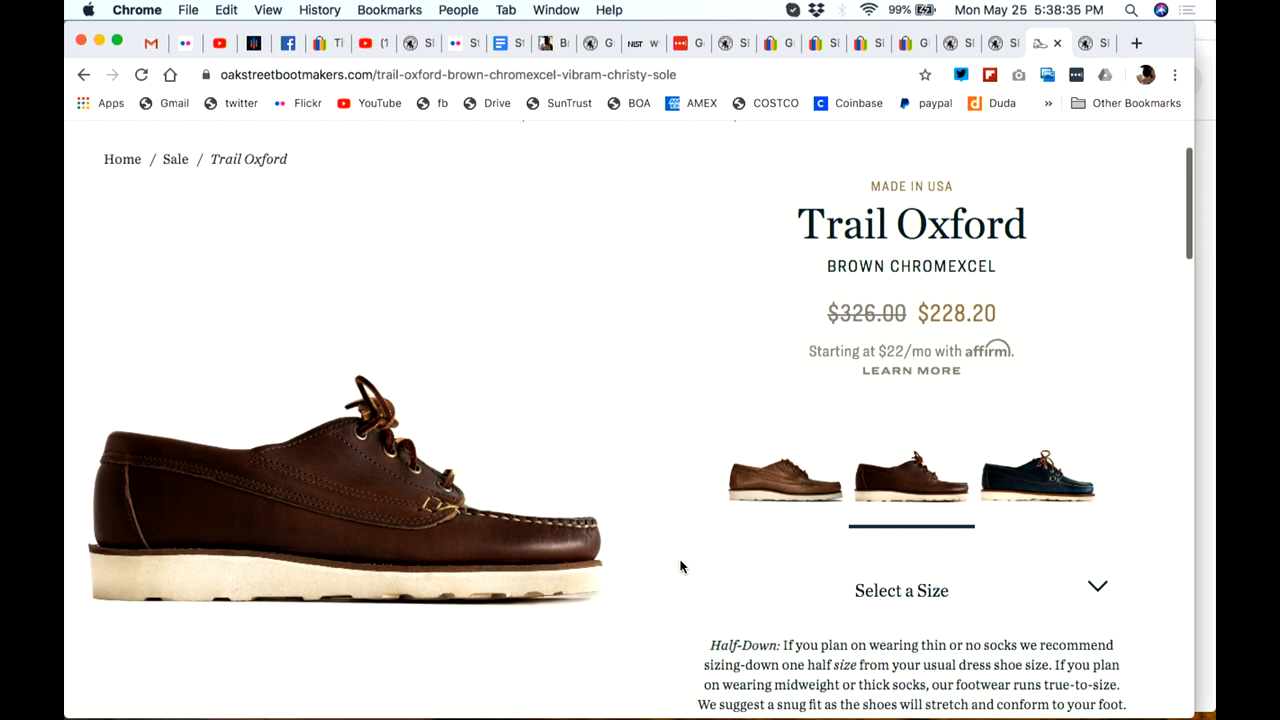 Chrome File Edit View History Bookmarks People Tab Window Help 99% Mon May 25 5:38:35 PM
oakstreetbootmakers.com/trail-oxford-brown-chromexcel-vibram-christy-sole
Apps Gmail twitter Flickr YouTube fb Drive SunTrust BOA AMEX COSTCO Coinbase paypal Duda » Other Bookmarks
Home / Sale / Trail Oxford
MADE IN USA
Trail Oxford
BROWN CHROMEXCEL
$326.00 $228.20
Starting at $22/mo with affirm.
LEARN MORE
Select a Size
Half-Down: If you plan on wearing thin or no socks we recommend
sizing-down one half size from your usual dress shoe size. If you plan
on wearing midweight or thick socks, our footwear runs true-to-size.
We suggest a snug fit as the shoes will stretch and conform to your foot.